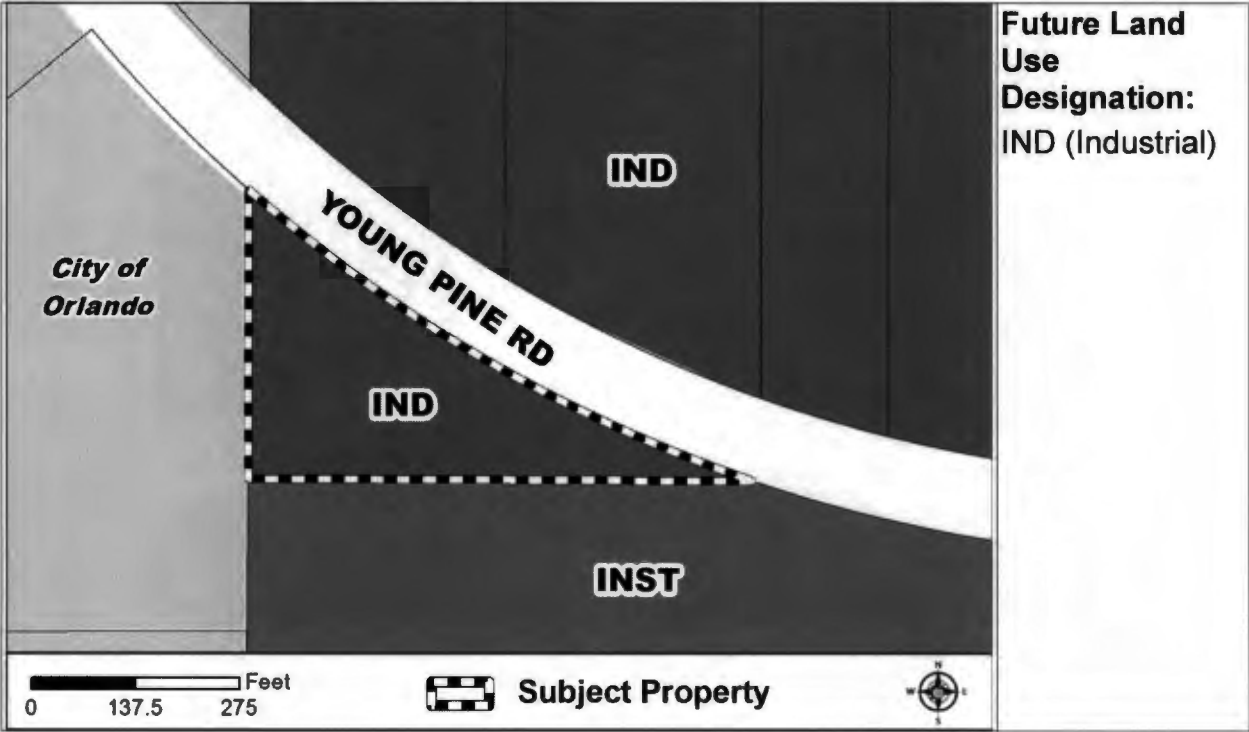 Future Land
Use
Designation:
IND (Industrial)
IND
YOUNG PINE RD
City of
Orlando
IND
INST
Feet
0 137.5 275
Subject Property
N
W E
S